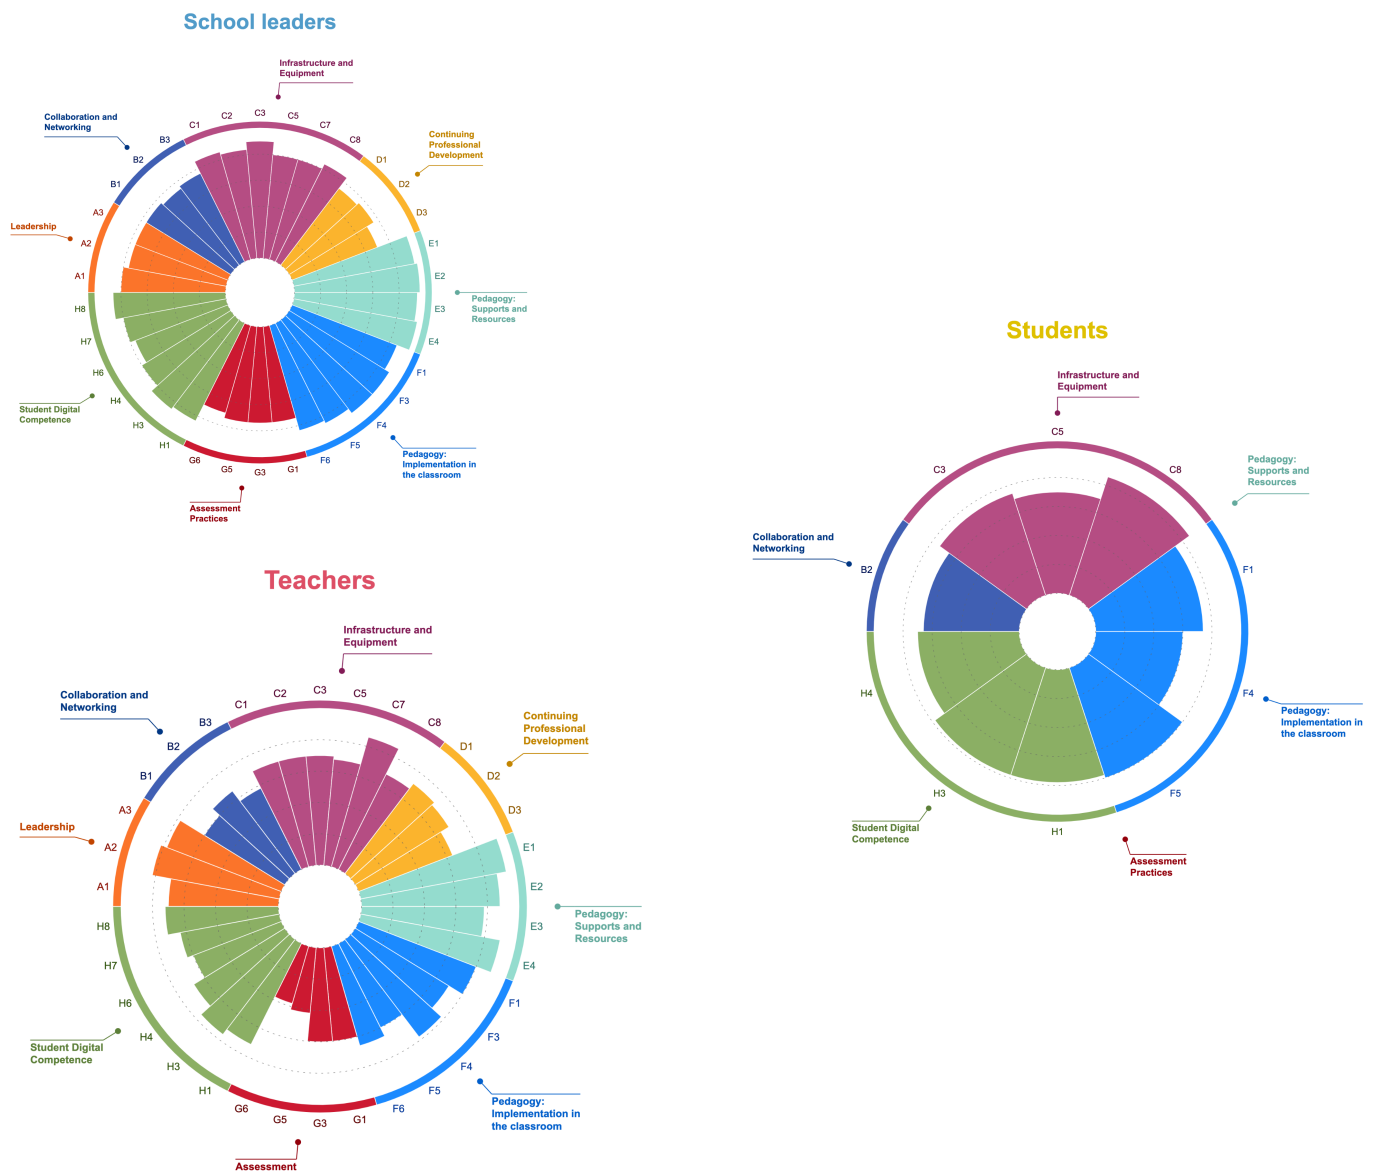 School leaders
Infrastructure and
Equipment
Collaboration and
Networking
Continuing
Professional
Development
Leadership
Pedagogy:
Supports and
Resources
Student Digital
Competence
Pedagogy:
Implementation in
the classroom
Assessment
Practices
C1
C2
C3
C5
C7
C8
D1
D2
D3
E1
E2
E3
E4
F1
F3
F4
F5
F6
G1
G3
G5
G6
H1
H3
H4
H6
H7
H8
A1
A2
A3
B1
B2
B3
Teachers
Infrastructure and
Equipment
Collaboration and
Networking
Continuing
Professional
Development
Leadership
Pedagogy:
Supports and
Resources
Student Digital
Competence
Pedagogy:
Implementation in
the classroom
Assessment
C1
C2
C3
C5
C7
C8
D1
D2
D3
E1
E2
E3
E4
F1
F3
F4
F5
F6
G1
G3
G5
G6
H1
H3
H4
H6
H7
H8
A1
A2
A3
B1
B2
B3
Students
Infrastructure and
Equipment
Pedagogy:
Supports and
Resources
Collaboration and
Networking
Pedagogy:
Implementation in
the classroom
Student Digital
Competence
Assessment
Practices
C3
C5
C8
F1
F4
F5
H1
H3
H4
B2